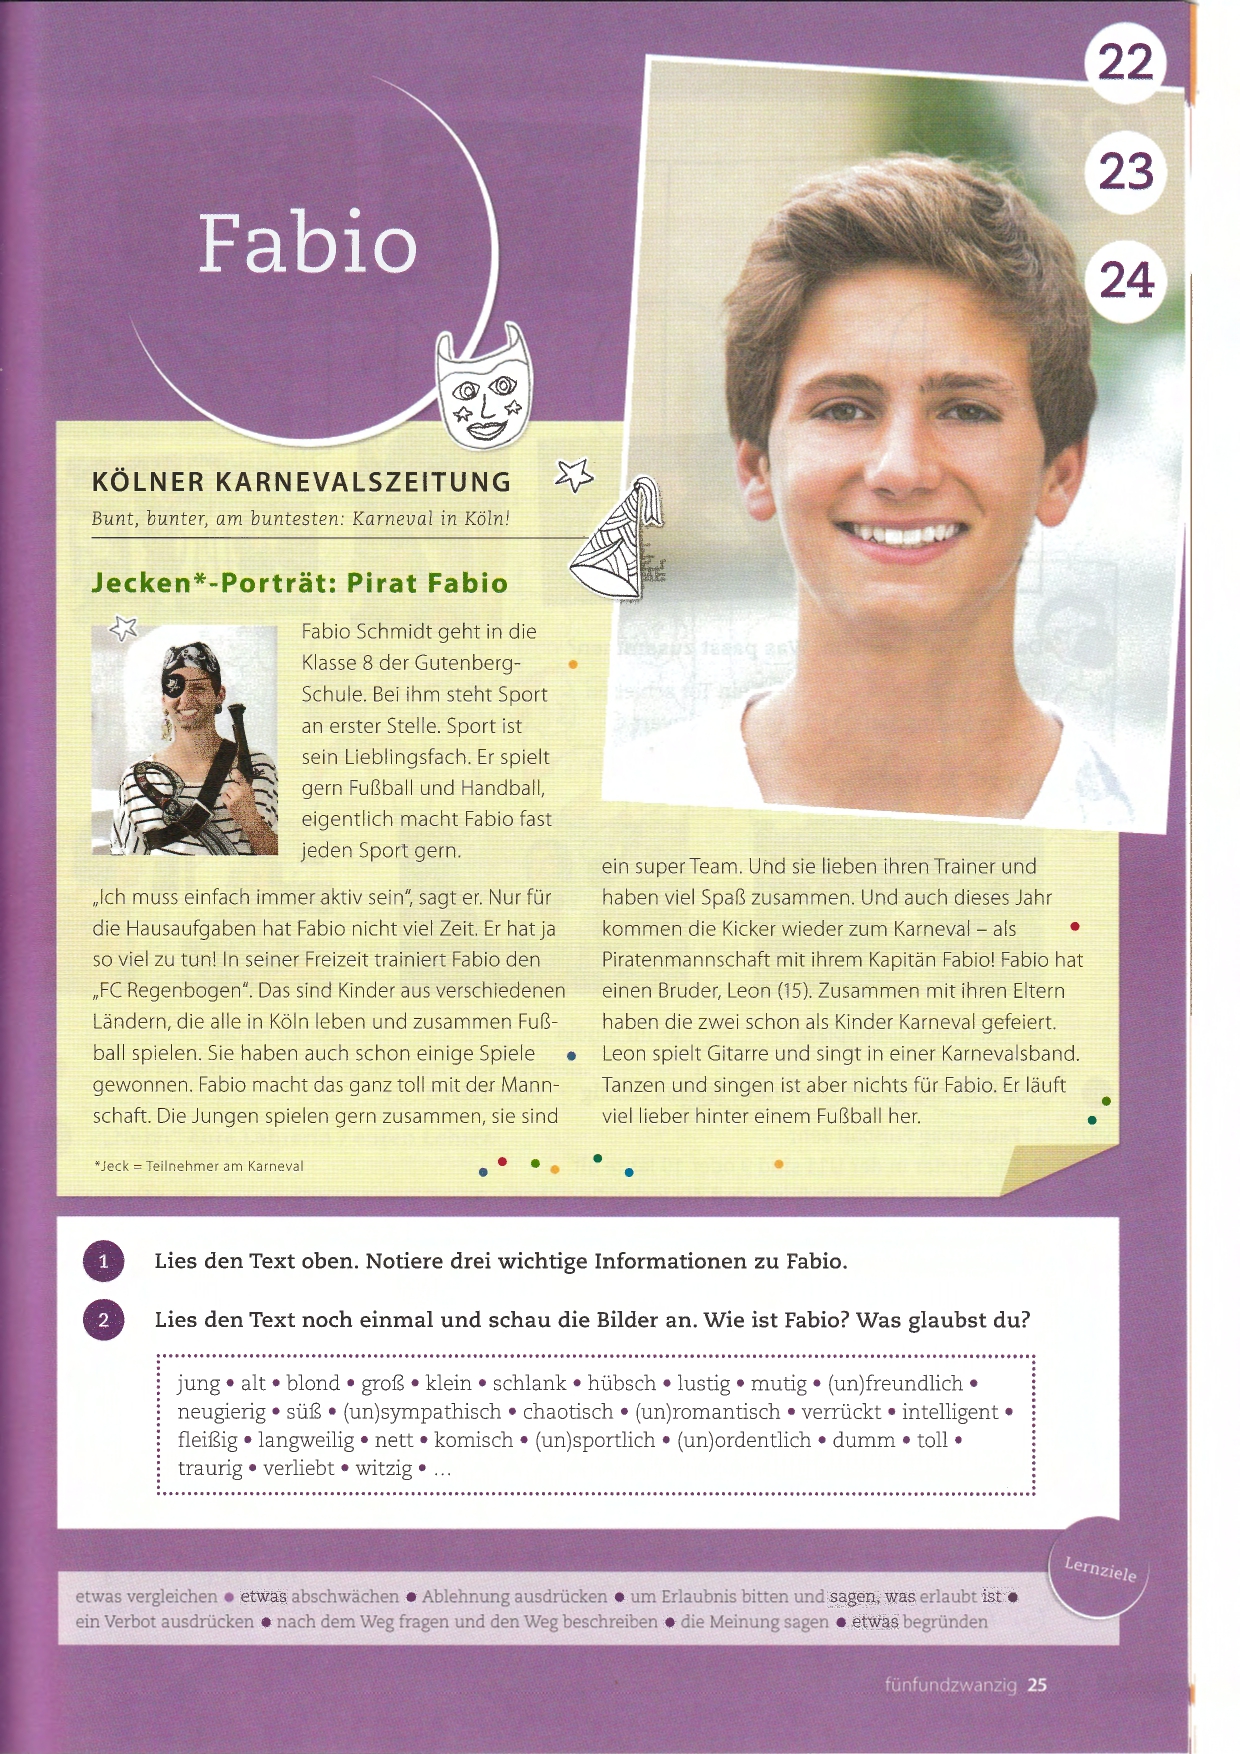 22
23
24
Fabio
KÖLNER KARNEVALSZEITUNG
Bunt, bunter, am buntesten: Karneval in Köln!
Jecken*-Porträt: Pirat Fabio
Fabio Schmidt geht in die
Klasse 8 der Gutenberg-
Schule. Bei ihm steht Sport
an erster Stelle. Sport ist
sein Lieblingsfach. Er spielt
gern Fußball und Handball,
eigentlich macht Fabio fast
jeden Sport gern.
„Ich muss einfach immer aktiv sein“, sagt er. Nur für
die Hausaufgaben hat Fabio nicht viel Zeit. Er hat ja
so viel zu tun! In seiner Freizeit trainiert Fabio den
„FC Regenbogen“. Das sind Kinder aus verschiedenen
Ländern, die alle in Köln leben und zusammen Fuß-
ball spielen. Sie haben auch schon einige Spiele
gewonnen. Fabio macht das ganz toll mit der Mann-
schaft. Die Jungen spielen gern zusammen, sie sind
ein super Team. Und sie lieben ihren Trainer und
haben viel Spaß zusammen. Und auch dieses Jahr
kommen die Kicker wieder zum Karneval – als
Piratenmannschaft mit ihrem Kapitän Fabio! Fabio hat
einen Bruder, Leon (15). Zusammen mit ihren Eltern
haben die zwei schon als Kinder Karneval gefeiert.
Leon spielt Gitarre und singt in einer Karnevalsband.
Tanzen und singen ist aber nichts für Fabio. Er läuft
viel lieber hinter einem Fußball her.
*Jeck = Teilnehmer am Karneval
1 Lies den Text oben. Notiere drei wichtige Informationen zu Fabio.
2 Lies den Text noch einmal und schau die Bilder an. Wie ist Fabio? Was glaubst du?
jung • alt • blond • groß • klein • schlank • hübsch • lustig • mutig • (un)freundlich •
neugierig • süß • (un)sympathisch • chaotisch • (un)romantisch • verrückt • intelligent •
fleißig • langweilig • nett • komisch • (un)sportlich • (un)ordentlich • dumm • toll •
traurig • verliebt • witzig • ...
Lernziele
etwas vergleichen • etwas abschwächen • Ablehnung ausdrücken • um Erlaubnis bitten und sagen, was erlaubt ist •
ein Verbot ausdrücken • nach dem Weg fragen und den Weg beschreiben • die Meinung sagen • etwas begründen
fünfundzwanzig 25